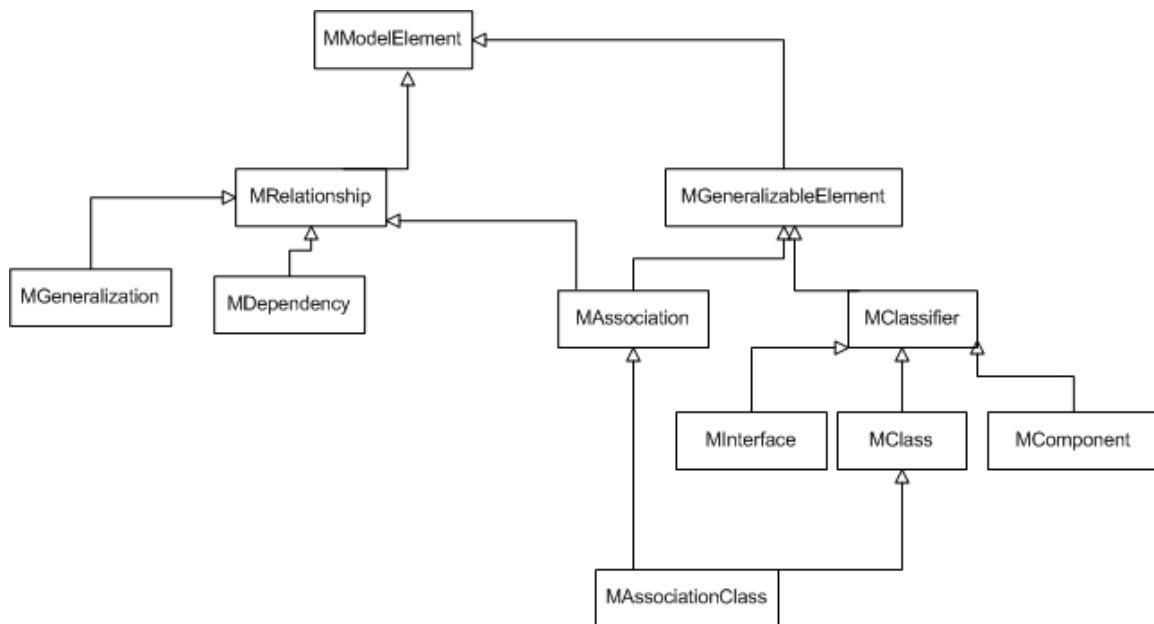 MModelElement
MRelationship
MGeneralizableElement
MGeneralization
MDependency
MAssociation
MClassifier
MInterface
MClass
MComponent
MAssociationClass